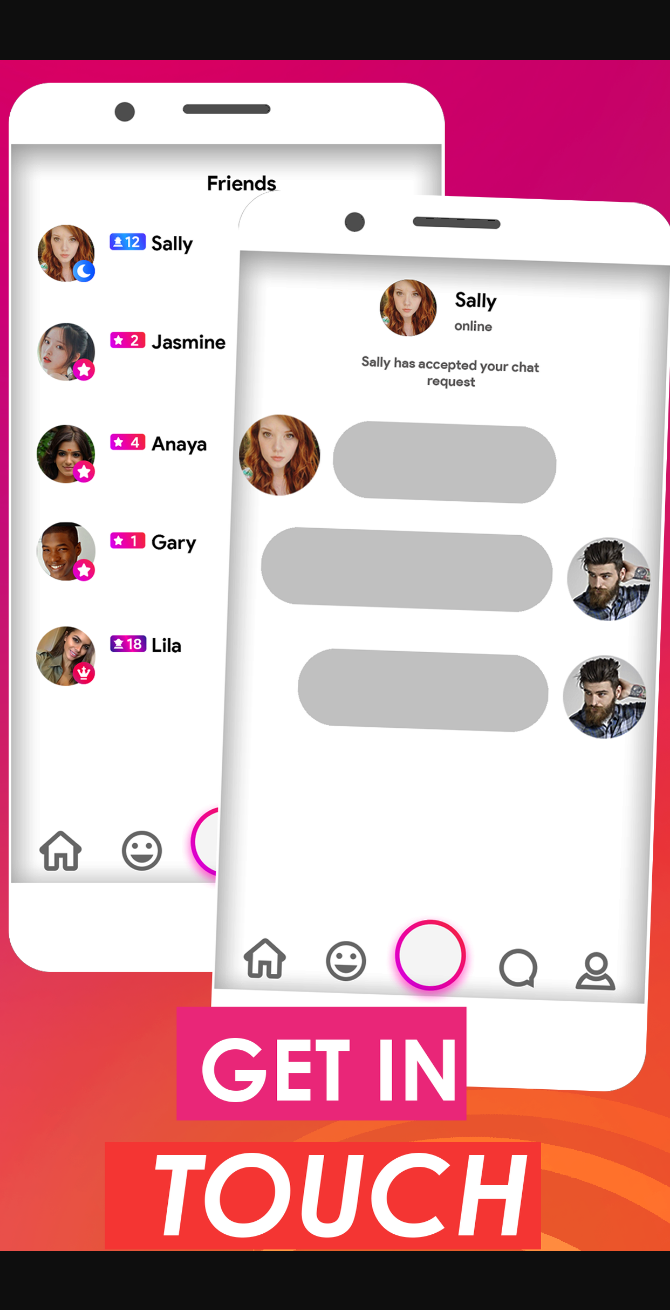 Friends
12 Sally
2 Jasmine
4 Anaya
1 Gary
18 Lila
Sally
online
Sally has accepted your chat
request
GET IN
TOUCH